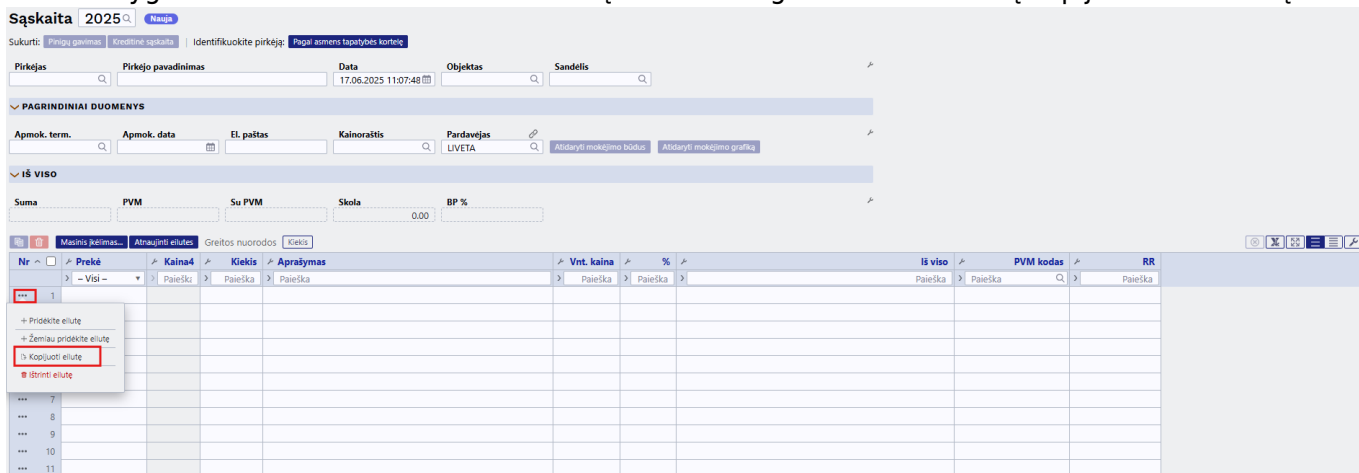 Sąskaita 2025 Nauja
Sukurti: Pinigų gavimas Kreditinė sąskaita | Identifikuokite pirkėją: Pagal asmens tapatybės kortelę
Pirkėjas Pirkėjo pavadinimas Data Objektas Sandėlis
17.06.2025 11:07:48
PAGRINDINIAI DUOMENYS
Apmok. term. Apmok. data El. paštas Kainoraštis Pardavėjas
LIVETA Atidaryti mokėjimo būdus Atidaryti mokėjimo grafiką
IŠ VISO
Suma PVM Su PVM Skola BP %
0.00
Masinis įkėlimas... Atnaujinti eilutes Greitos nuorodos Kiekis
Nr Prekė Kaina4 Kiekis Aprašymas Vnt. kaina % Iš viso PVM kodas RR
– Visi – Paieška Paieška Paieška Paieška Paieška Paieška Paieška Paieška
1
+ Pridėkite eilutę
+ Žemiau pridėkite eilutę
Kopijuoti eilutę
Ištrinti eilutę
7
8
9
10
11